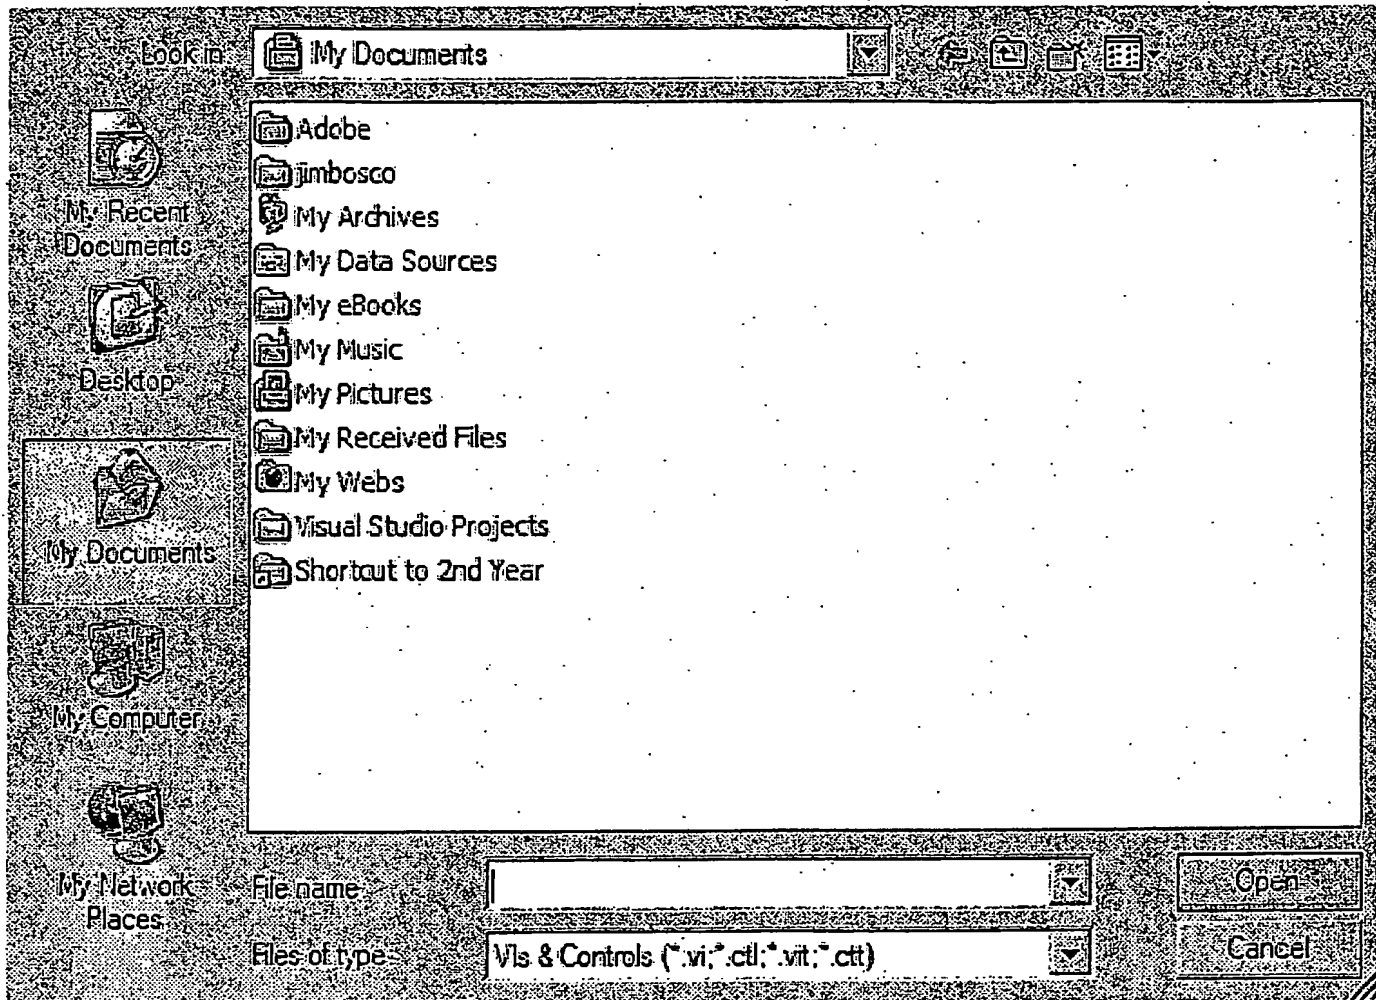 Look in
My Documents
Adobe
jimbosco
My Archives
My Data Sources
My eBooks
My Music
My Pictures
My Received Files
My Webs
Visual Studio Projects
Shortcut to 2nd Year
My Recent
Documents
Desktop
My Documents
My Computer
My Network
Places
File name
Open
Files of type
VIs & Controls (*.vi;*.ctl;*.vit;*.ctt)
Cancel